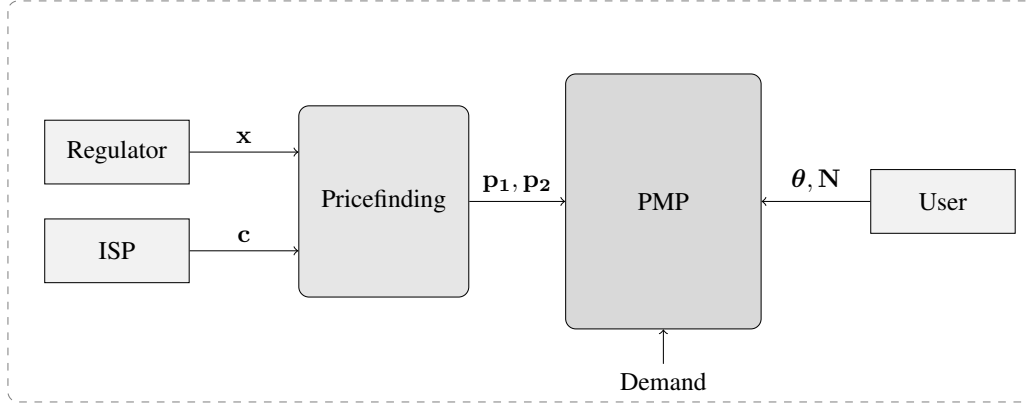 Regulator
x
ISP
c
Pricefinding
p₁, p₂
PMP
θ, N
User
Demand